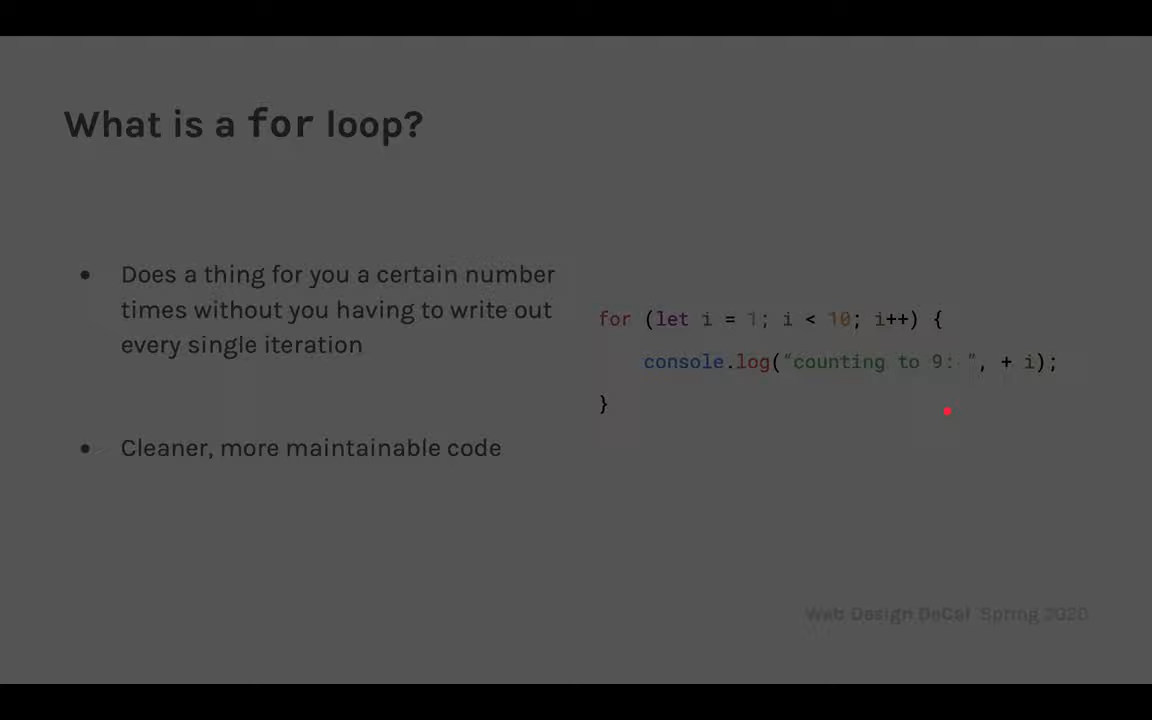 What is a for loop?
Does a thing for you a certain number
times without you having to write out
every single iteration
Cleaner, more maintainable code
for (let i = 1; i < 10; i++) {
console.log(“counting to 9: ”, + i);
}
Web Design DeCal Spring 2020